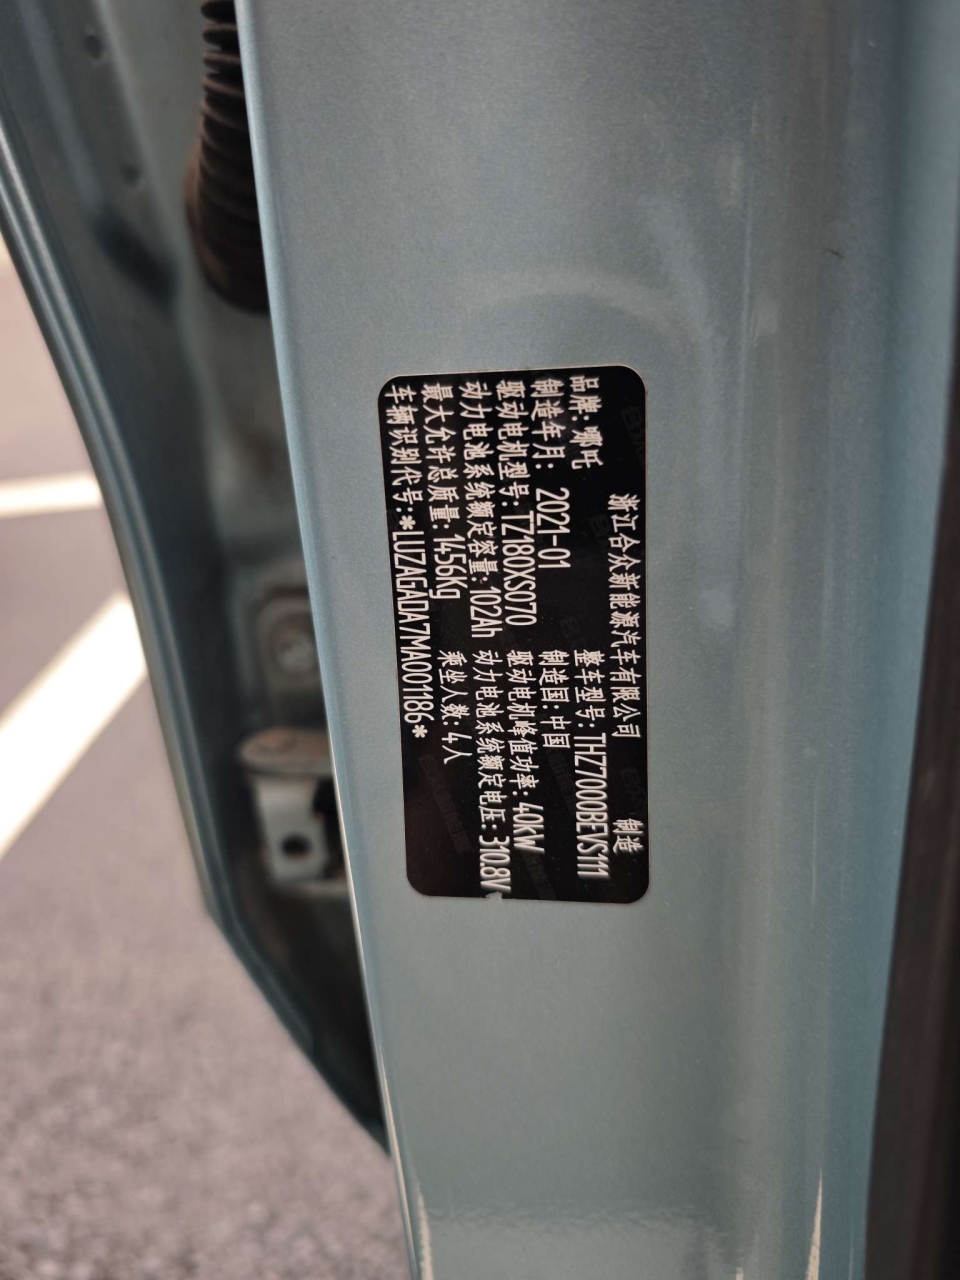 浙江合众新能源汽车有限公司 制造
品牌: 哪吒 整车型号: THZ7000BEVS111
制造年月: 2021-01 制造国: 中国
驱动电机型号: TZ180XS070 驱动电机峰值功率: 40kW
动力电池系统额定容量: 102Ah 动力电池系统额定电压: 310.8V
最大允许总质量: 1456Kg 乘坐人数: 4人
车辆识别代号: *LUZAGADA7MA001186*